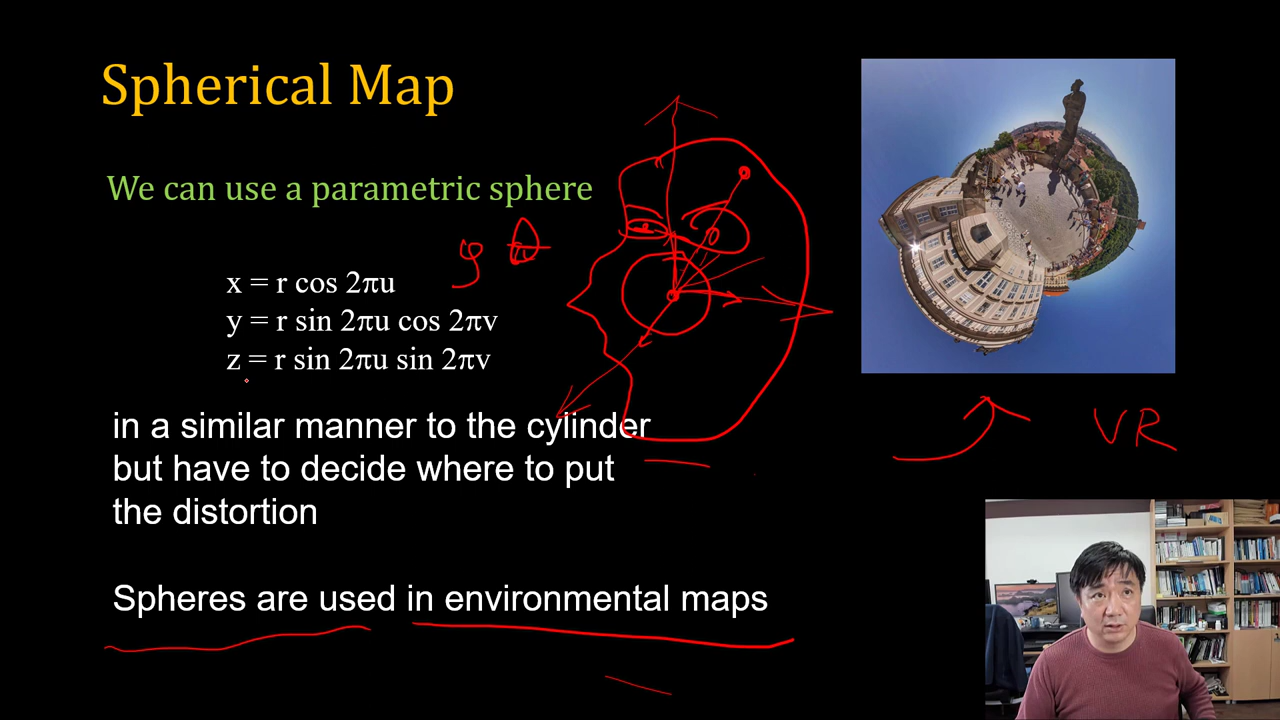 Spherical Map
We can use a parametric sphere
φ θ
x = r cos 2πu
y = r sin 2πu cos 2πv
z = r sin 2πu sin 2πv
in a similar manner to the cylinder
but have to decide where to put
the distortion
VR
Spheres are used in environmental maps